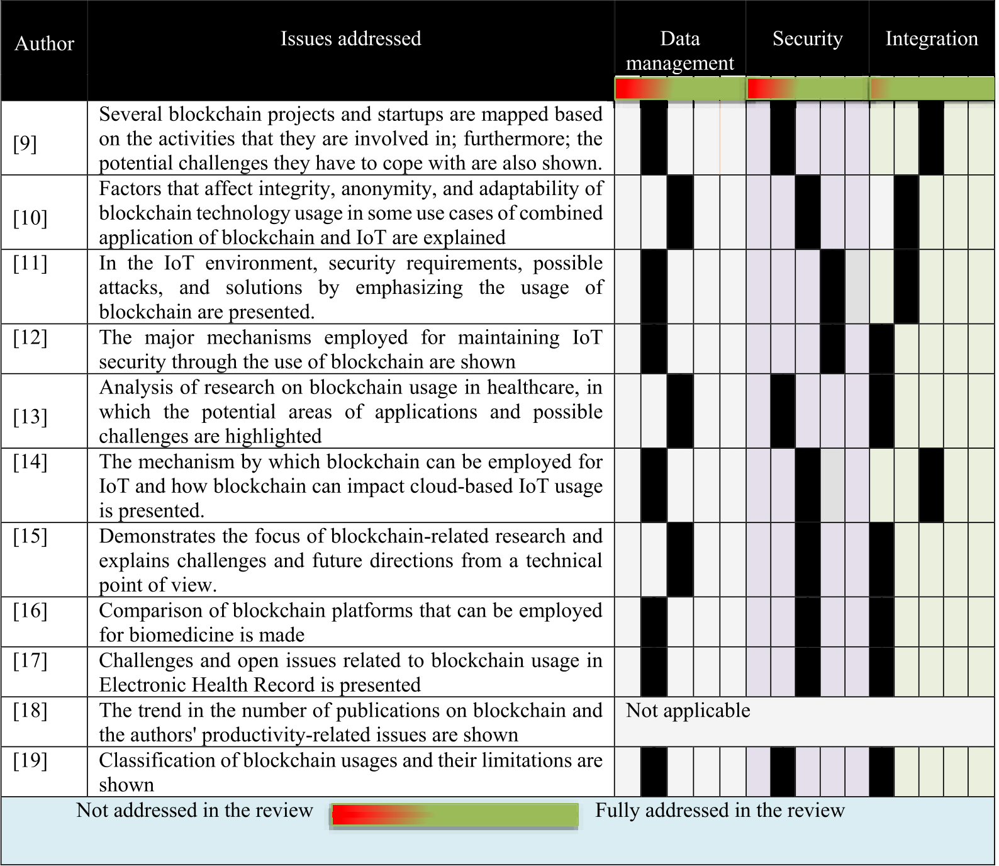 Author
Issues addressed
Data
management
Security
Integration
[9]
Several blockchain projects and startups are mapped based
on the activities that they are involved in; furthermore; the
potential challenges they have to cope with are also shown.
[10]
Factors that affect integrity, anonymity, and adaptability of
blockchain technology usage in some use cases of combined
application of blockchain and IoT are explained
[11]
In the IoT environment, security requirements, possible
attacks, and solutions by emphasizing the usage of
blockchain are presented.
[12]
The major mechanisms employed for maintaining IoT
security through the use of blockchain are shown
[13]
Analysis of research on blockchain usage in healthcare, in
which the potential areas of applications and possible
challenges are highlighted
[14]
The mechanism by which blockchain can be employed for
IoT and how blockchain can impact cloud-based IoT usage
is presented.
[15]
Demonstrates the focus of blockchain-related research and
explains challenges and future directions from a technical
point of view.
[16]
Comparison of blockchain platforms that can be employed
for biomedicine is made
[17]
Challenges and open issues related to blockchain usage in
Electronic Health Record is presented
[18]
The trend in the number of publications on blockchain and
the authors' productivity-related issues are shown
Not applicable
[19]
Classification of blockchain usages and their limitations are
shown
Not addressed in the review
Fully addressed in the review